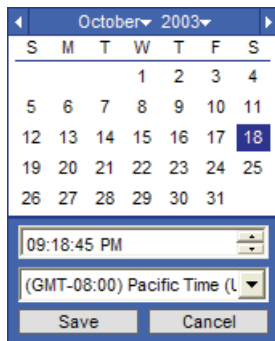 October 2003
S M T W T F S
1 2 3 4
5 6 7 8 9 10 11
12 13 14 15 16 17 18
19 20 21 22 23 24 25
26 27 28 29 30 31
09:18:45 PM
(GMT-08:00) Pacific Time (U
Save Cancel